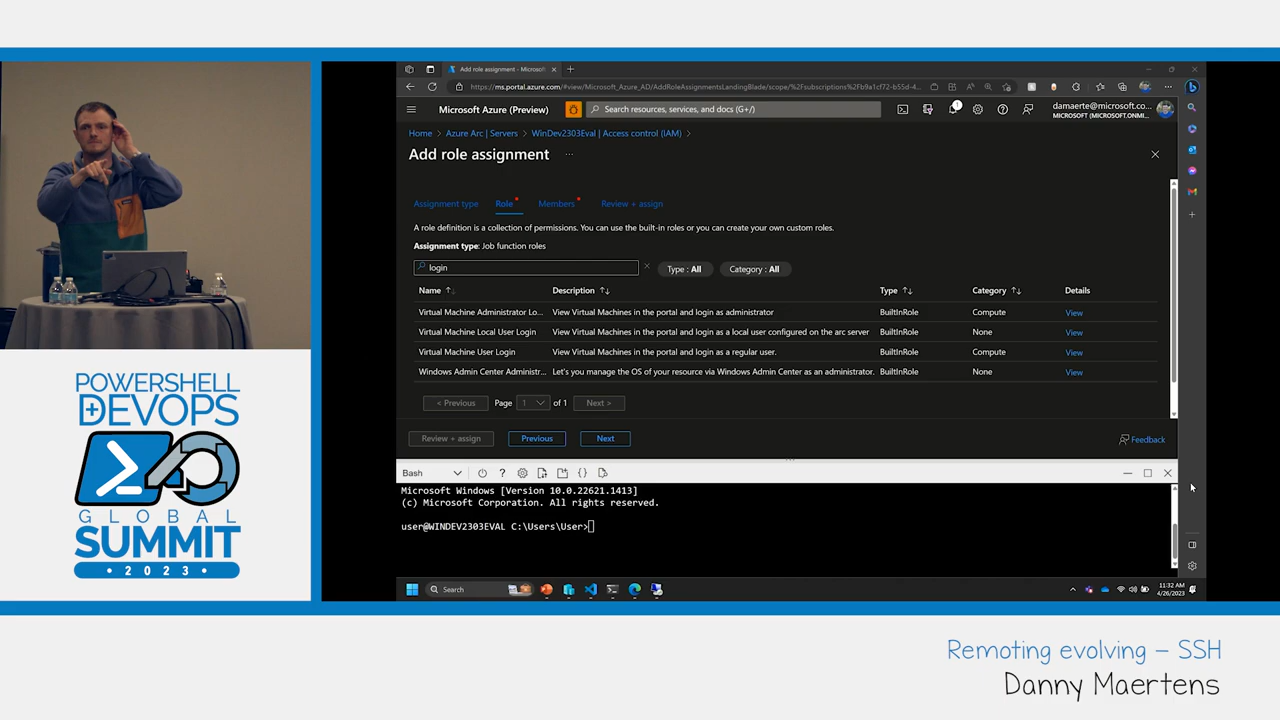 Add role assignment - Microsof
https://ms.portal.azure.com/#view/Microsoft_Azure_AD/AddRoleAssignmentsLandingBlade/scope/%2Fsubscriptions%2Fb9a1cf72-b55d-4...
Microsoft Azure (Preview)
Search resources, services, and docs (G+/)
1
damaerte@microsoft.co...
MICROSOFT (MICROSOFT.ONMI...
Home > Azure Arc | Servers > WinDev2303Eval | Access control (IAM) >
Add role assignment ...
Assignment type Role Members Review + assign
A role definition is a collection of permissions. You can use the built-in roles or you can create your own custom roles.
Assignment type: Job function roles
login
Type : All
Category : All
Name Description Type Category Details
Virtual Machine Administrator Lo... View Virtual Machines in the portal and login as administrator BuiltInRole Compute View
Virtual Machine Local User Login View Virtual Machines in the portal and login as a local user configured on the arc server BuiltInRole None View
Virtual Machine User Login View Virtual Machines in the portal and login as a regular user. BuiltInRole Compute View
Windows Admin Center Administr... Let's you manage the OS of your resource via Windows Admin Center as an administrator. BuiltInRole None View
< Previous Page 1 of 1 Next >
Review + assign Previous Next Feedback
Bash
Microsoft Windows [Version 10.0.22621.1413]
(c) Microsoft Corporation. All rights reserved.
user@WINDEV2303EVAL C:\Users\User>
Search
11:32 AM
4/26/2023
POWERSHELL
+DEVOPS
GLOBAL
SUMMIT
• 2023 •
Remoting evolving – SSH
Danny Maertens